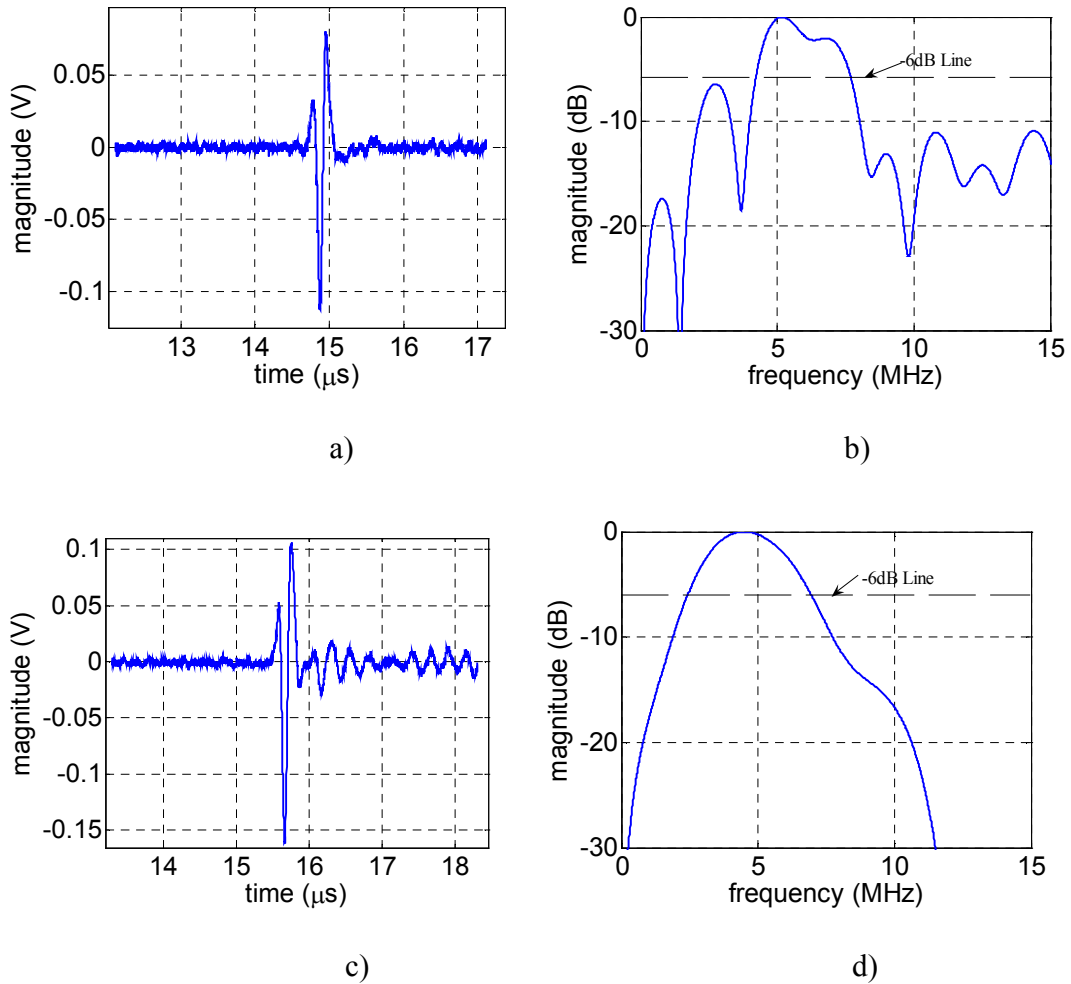 0.05
0
-0.05
-0.1
magnitude (V)
13 14 15 16 17
time (μs)
a)
0
-10
-20
-30
magnitude (dB)
-6dB Line
0 5 10 15
frequency (MHz)
b)
0.1
0.05
0
-0.05
-0.1
-0.15
magnitude (V)
14 15 16 17 18
time (μs)
c)
0
-10
-20
-30
magnitude (dB)
-6dB Line
0 5 10 15
frequency (MHz)
d)